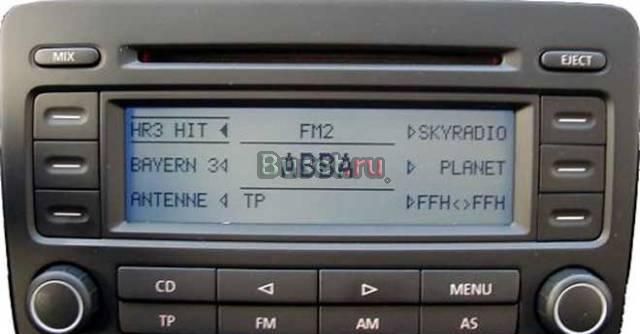 MIX
EJECT
HR3 HIT FM2 SKYRADIO
BAYERN 3 ABBA PLANET
ANTENNE TP FFH<>FFH
CD MENU
TP FM AM AS